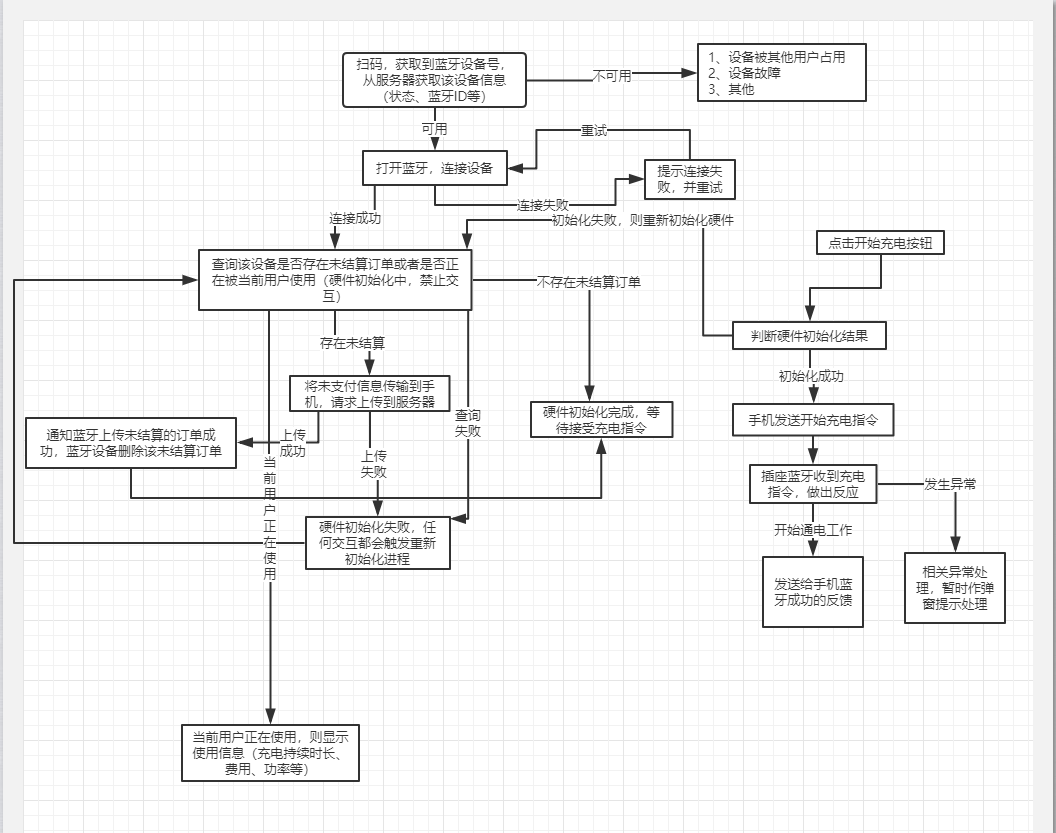 扫码，获取到蓝牙设备号，
从服务器获取该设备信息
（状态、蓝牙ID等）
不可用
1、设备被其他用户占用
2、设备故障
3、其他
可用
重试
打开蓝牙，连接设备
提示连接失
败，并重试
连接失败
连接成功
初始化失败，则重新初始化硬件
点击开始充电按钮
查询该设备是否存在未结算订单或者是否正
在被当前用户使用（硬件初始化中，禁止交
互）
不存在未结算订单
判断硬件初始化结果
存在未结算
初始化成功
将未支付信息传输到手
机，请求上传到服务器
查询
失败
硬件初始化完成，等
待接受充电指令
手机发送开始充电指令
通知蓝牙上传未结算的订单成
功，蓝牙设备删除该未结算订单
上传
成功
上传
失败
当
前
用
户
正
在
使
用
插座蓝牙收到充电
指令，做出反应
发生异常
硬件初始化失败，任
何交互都会触发重新
初始化进程
开始通电工作
发送给手机蓝
牙成功的反馈
相关异常处
理，暂时作弹
窗提示处理
当前用户正在使用，则显示
使用信息（充电持续时长、
费用、功率等）